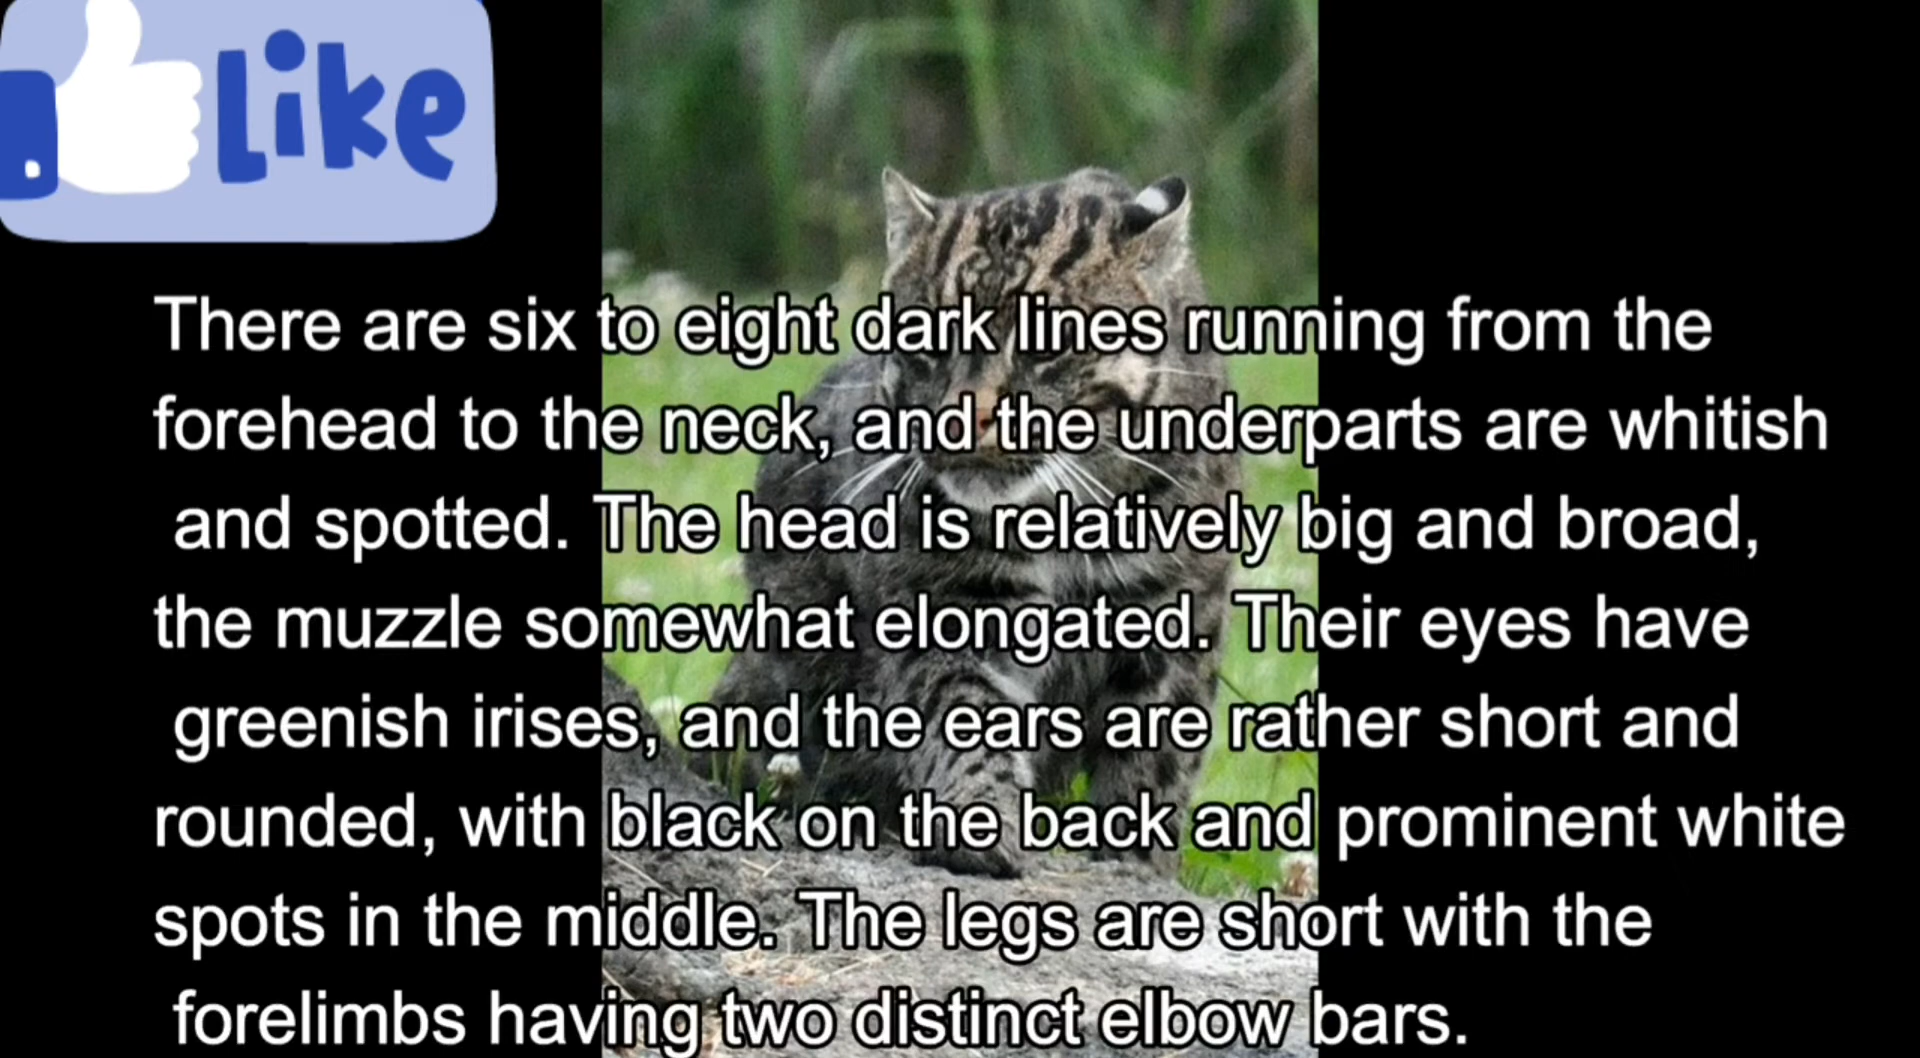 Like
There are six to eight dark lines running from the
forehead to the neck, and the underparts are whitish
and spotted. The head is relatively big and broad,
the muzzle somewhat elongated. Their eyes have
greenish irises, and the ears are rather short and
rounded, with black on the back and prominent white
spots in the middle. The legs are short with the
forelimbs having two distinct elbow bars.